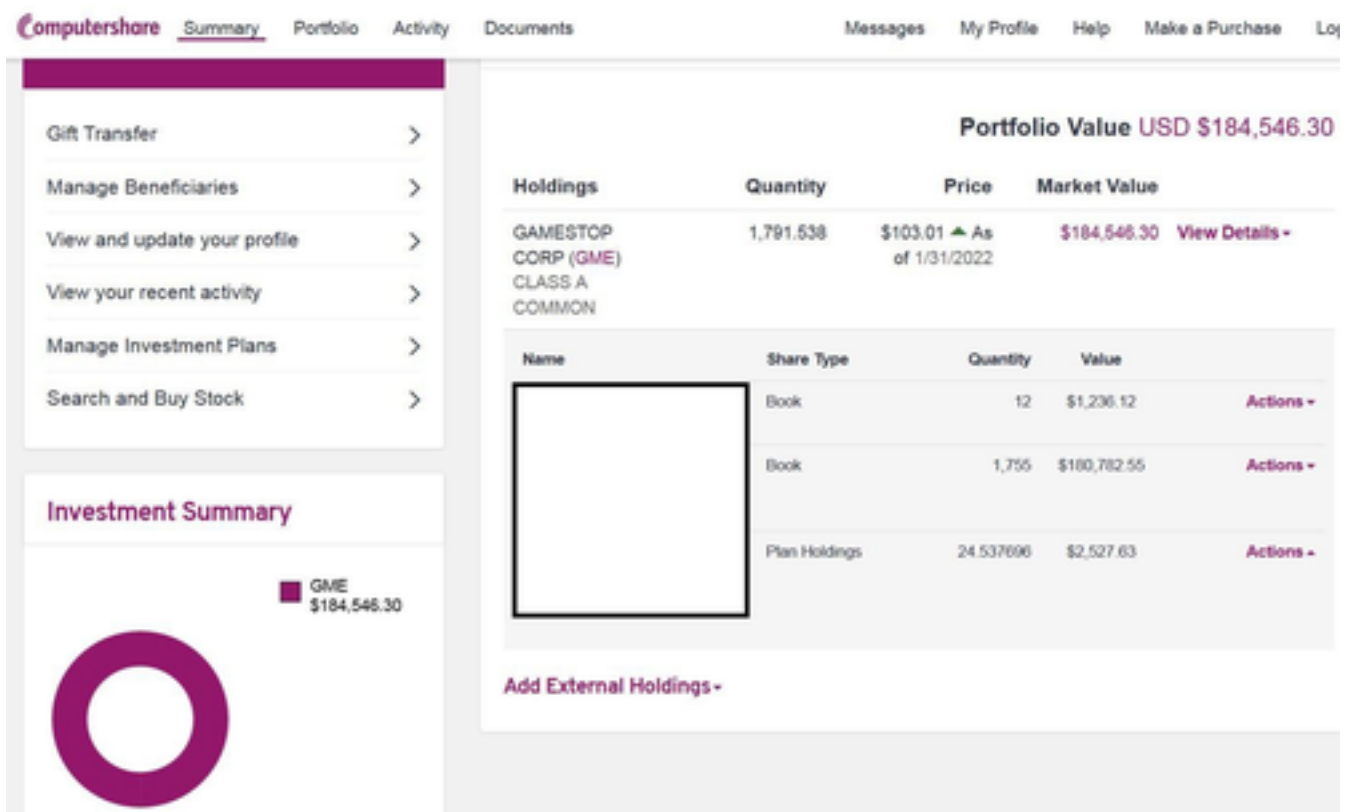 Computershare Summary Portfolio Activity Documents Messages My Profile Help Make a Purchase
Gift Transfer
Manage Beneficiaries
View and update your profile
View your recent activity
Manage Investment Plans
Search and Buy Stock
Investment Summary
GME
$184,546.30
Portfolio Value USD $184,546.30
Holdings Quantity Price Market Value
GAMESTOP 1,791.538 $103.01 As $184,546.30 View Details
CORP (GME) of 1/31/2022
CLASS A
COMMON
Name Share Type Quantity Value
Book 12 $1,236.12 Actions
Book 1,755 $180,782.55 Actions
Plan Holdings 24.537696 $2,527.63 Actions
Add External Holdings